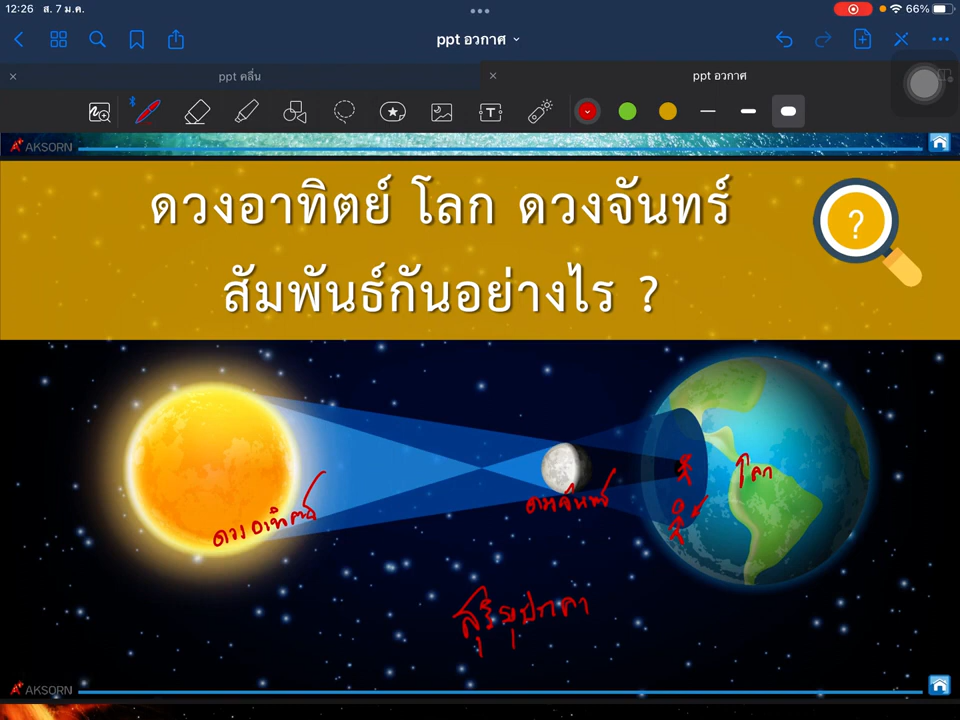 12:26 ส. 7 ม.ค.
66%
ppt อวกาศ
ppt คลื่น
ppt อวกาศ
AKSORN
ดวงอาทิตย์ โลก ดวงจันทร์
สัมพันธ์กันอย่างไร ?
?
โลก
ดวงจันทร์
ดวงอาทิตย์
สุริยุปราคา
AKSORN